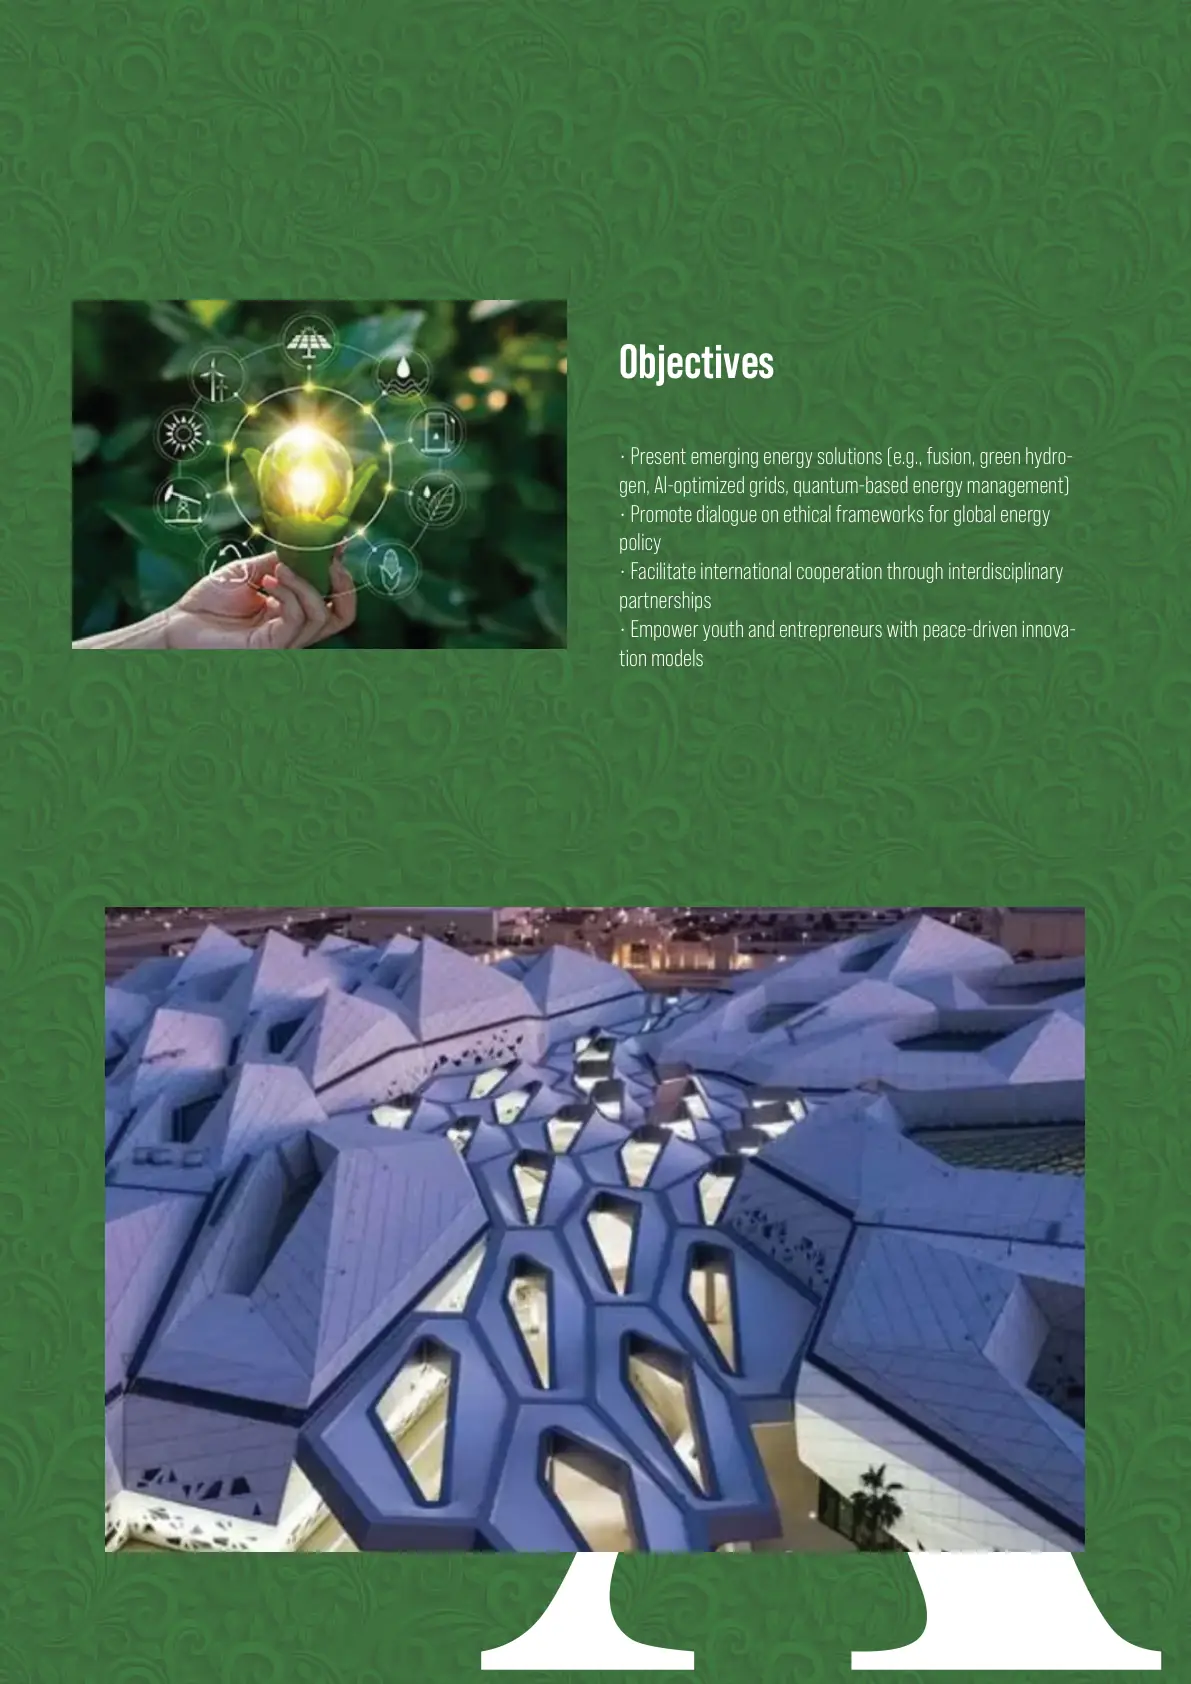 Objectives
· Present emerging energy solutions (e.g., fusion, green hydro-
gen, AI-optimized grids, quantum-based energy management)
· Promote dialogue on ethical frameworks for global energy
policy
· Facilitate international cooperation through interdisciplinary
partnerships
· Empower youth and entrepreneurs with peace-driven innova-
tion models